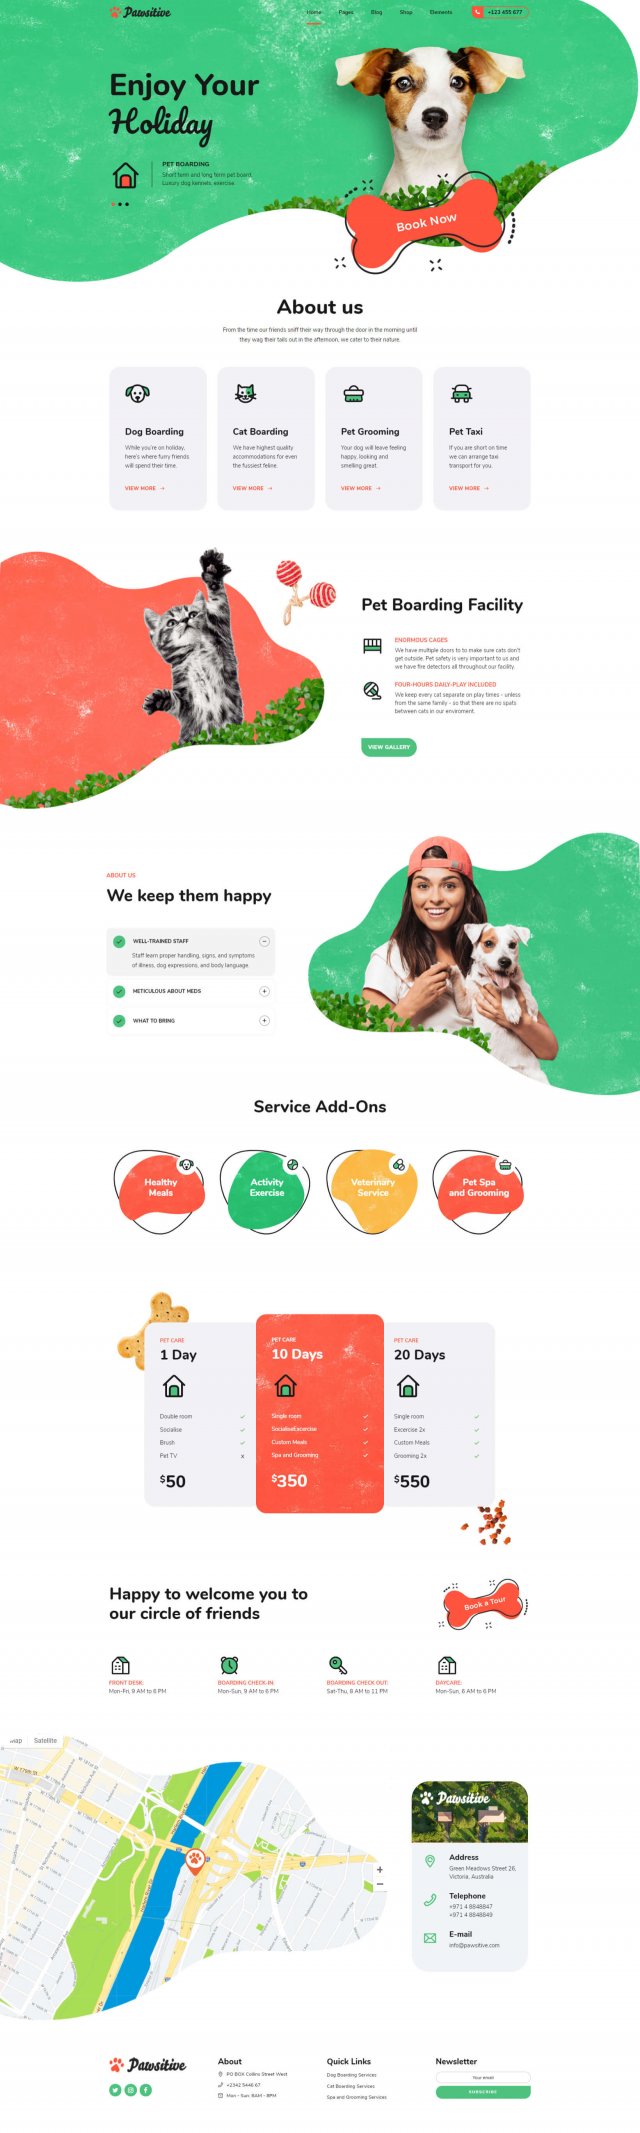 Pawsitive
Home Pages Blog Shop Elements +123 455 677
Enjoy Your
Holiday
PET BOARDING
Short term and long term pet board.
Luxury dog kennels, exercise.
Book Now
About us
From the time our friends sniff their way through the door in the morning until
they wag their tails out in the afternoon, we cater to their nature.
Dog Boarding
While you're on holiday,
here's where furry friends
will spend their time.
VIEW MORE →
Cat Boarding
We have highest quality
accommodations for even
the fussiest feline.
VIEW MORE →
Pet Grooming
Your dog will leave feeling
happy, looking and
smelling great.
VIEW MORE →
Pet Taxi
If you are short on time
we can arrange taxi
transport for you.
VIEW MORE →
Pet Boarding Facility
ENORMOUS CAGES
We have multiple doors to to make sure cats don't
get outside. Pet safety is very important to us and
we have fire detectors all throughout our facility.
FOUR-HOURS DAILY-PLAY INCLUDED
We keep every cat separate on play times - unless
from the same family - so that there are no spats
between cats in our enviroment.
VIEW GALLERY
ABOUT US
We keep them happy
WELL-TRAINED STAFF
Staff learn proper handling, signs, and symptoms
of illness, dog expressions, and body language.
METICULOUS ABOUT MEDS
WHAT TO BRING
Service Add-Ons
Healthy
Meals
Activity
Exercise
Veterinary
Service
Pet Spa
and Grooming
PET CARE
1 Day
Double room
Socialise
Brush
Pet TV x
$50
PET CARE
10 Days
Single room
SocialiseExcercise
Custom Meals
Spa and Grooming
$350
PET CARE
20 Days
Single room
Excercise 2x
Custom Meals
Grooming 2x
$550
Happy to welcome you to
our circle of friends
Book a Tour
FRONT DESK:
Mon-Fri, 9 AM to 6 PM
BOARDING CHECK-IN:
Mon-Sun, 9 AM to 6 PM
BOARDING CHECK OUT:
Sat-Thu, 8 AM to 11 PM
DAYCARE:
Mon-Sun, 6 AM to 6 PM
Satellite
Pawsitive
Address
Green Meadows Street 26,
Victoria, Australia
Telephone
+971 4 8848847
+971 4 8848849
E-mail
info@pawsitive.com
Pawsitive
About
PO BOX Collins Street West
+2342 5446 67
Mon - Sun: 8AM - 8PM
Quick Links
Dog Boarding Services
Cat Boarding Services
Spa and Grooming Services
Newsletter
Your email
SUBSCRIBE